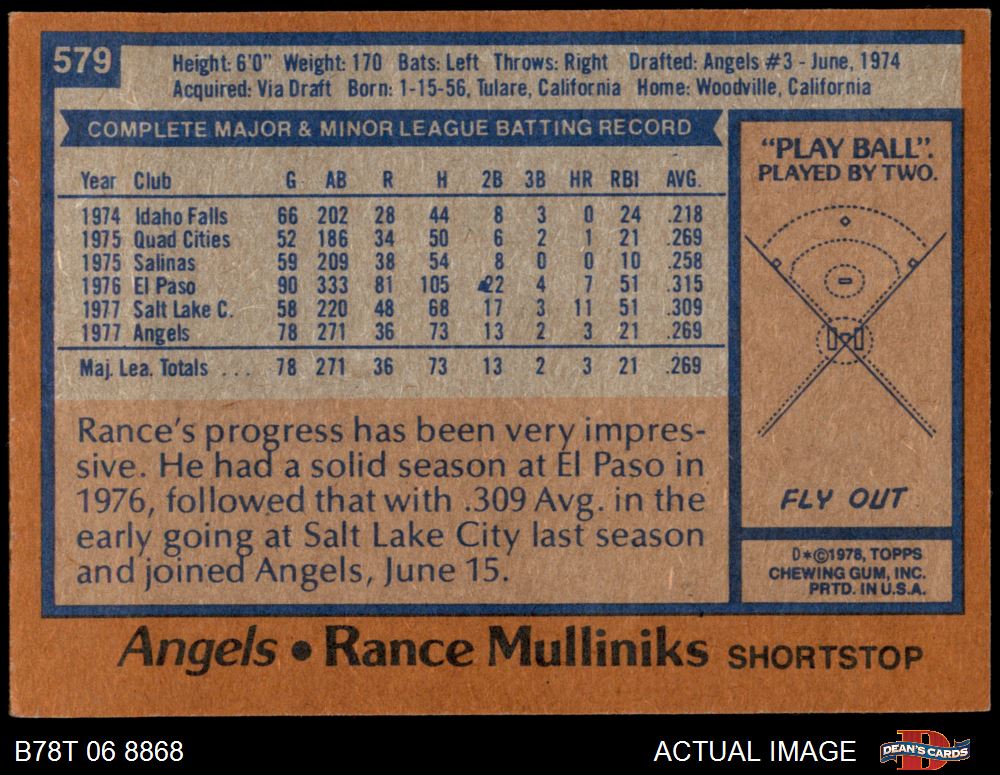 579
Height: 6'0" Weight: 170 Bats: Left Throws: Right Drafted: Angels #3 - June, 1974
Acquired: Via Draft Born: 1-15-56, Tulare, California Home: Woodville, California
COMPLETE MAJOR & MINOR LEAGUE BATTING RECORD
Year Club G AB R H 2B 3B HR RBI AVG.
1974 Idaho Falls 66 202 28 44 8 3 0 24 .218
1975 Quad Cities 52 186 34 50 6 2 1 21 .269
1975 Salinas 59 209 38 54 8 0 0 10 .258
1976 El Paso 90 333 81 105 22 4 7 51 .315
1977 Salt Lake C. 58 220 48 68 17 3 11 51 .309
1977 Angels 78 271 36 73 13 2 3 21 .269
Maj. Lea. Totals . . . 78 271 36 73 13 2 3 21 .269
Rance's progress has been very impres-
sive. He had a solid season at El Paso in
1976, followed that with .309 Avg. in the
early going at Salt Lake City last season
and joined Angels, June 15.
"PLAY BALL".
PLAYED BY TWO.
FLY OUT
D*©1978, TOPPS
CHEWING GUM, INC.
PRTD. IN U.S.A.
Angels • Rance Mulliniks SHORTSTOP
B78T 06 8868 ACTUAL IMAGE
D
DEAN'S CARDS